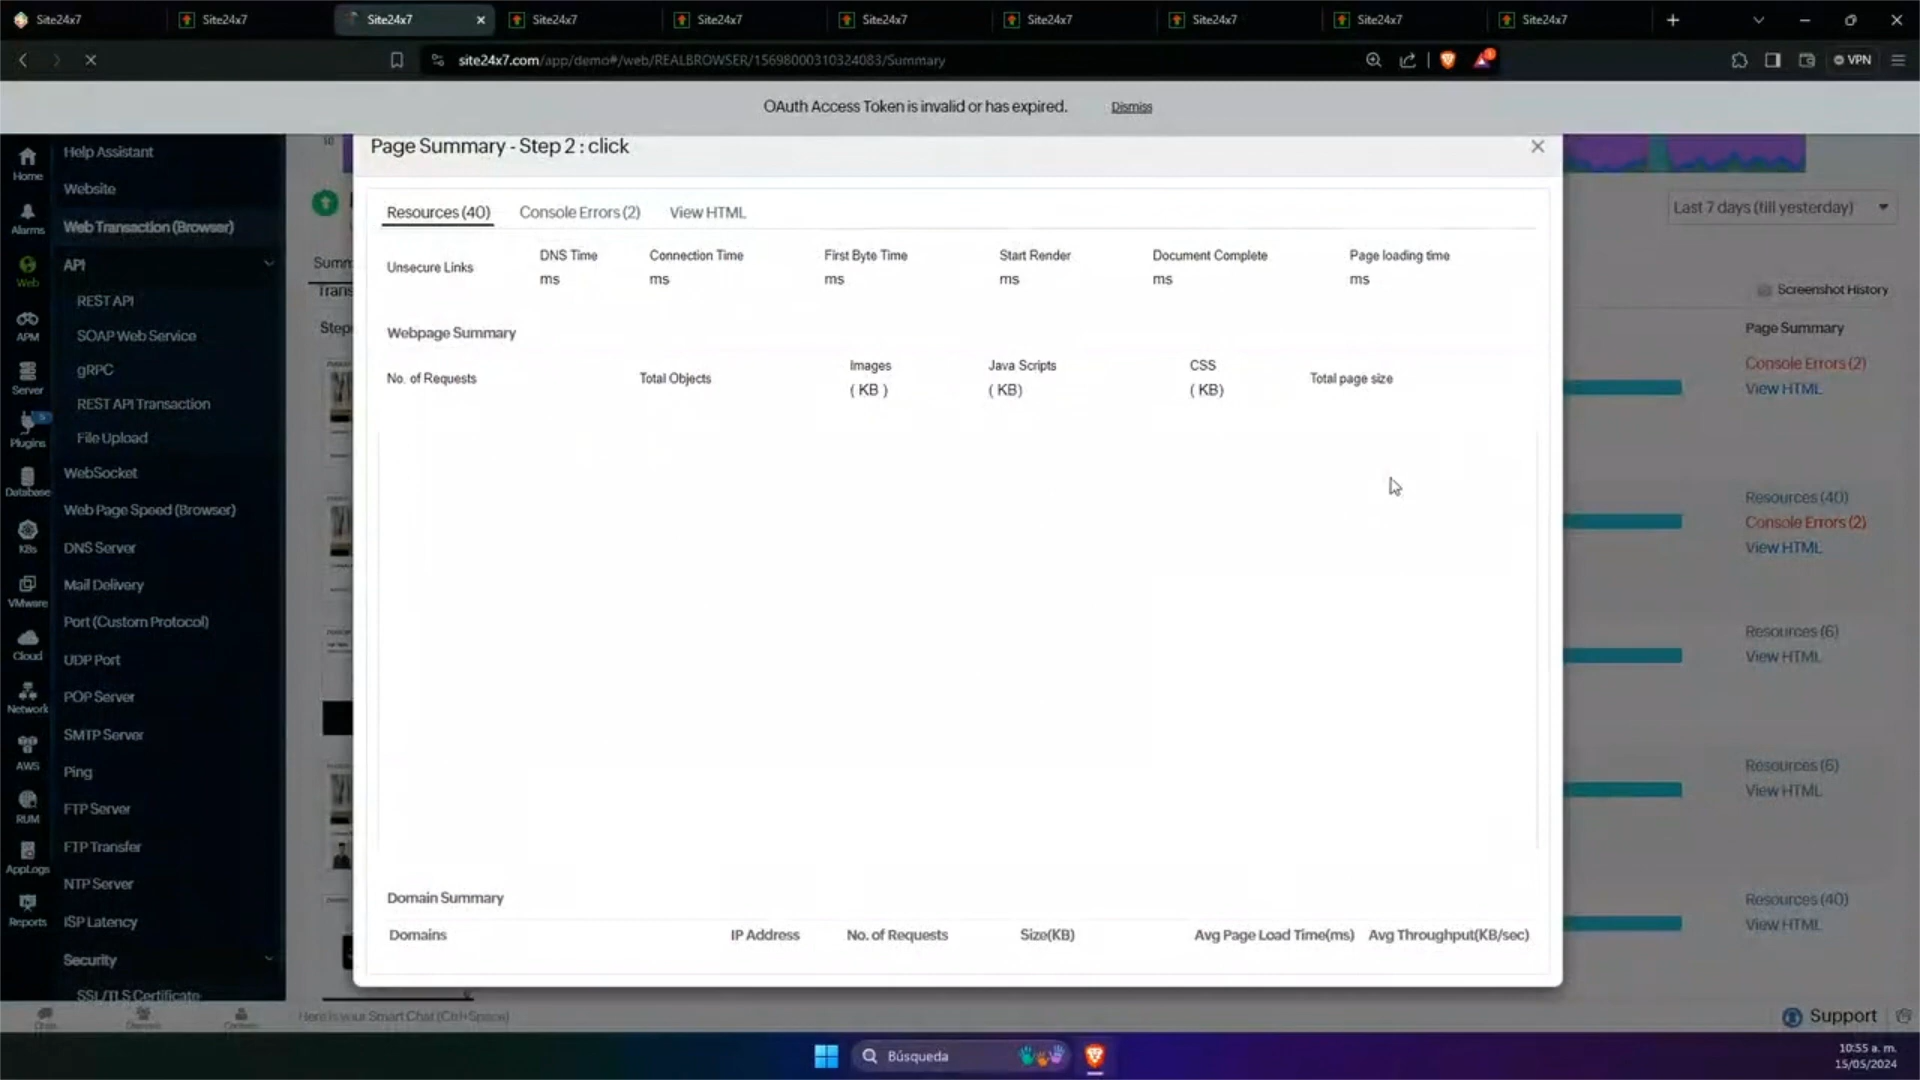 Site24x7
Site24x7
Site24x7
Site24x7
Site24x7
Site24x7
Site24x7
Site24x7
Site24x7
Site24x7
site24x7.com/app/demo#/web/REALBROWSER/15698000310324083/Summary
VPN
OAuth Access Token is invalid or has expired.
Dismiss
Home
Alarms
Web
APM
Server
5
Plugins
Database
K8s
VMware
Cloud
Network
AWS
RUM
AppLogs
Reports
Help Assistant
Website
Web Transaction (Browser)
API
REST API
SOAP Web Service
gRPC
REST API Transaction
File Upload
WebSocket
Web Page Speed (Browser)
DNS Server
Mail Delivery
Port (Custom Protocol)
UDP Port
POP Server
SMTP Server
Ping
FTP Server
FTP Transfer
NTP Server
ISP Latency
Security
SSL/TLS Certificate
10
Summ
Trans
Step
Page Summary - Step 2 : click
Resources (40)
Console Errors (2)
View HTML
Unsecure Links
DNS Time
ms
Connection Time
ms
First Byte Time
ms
Start Render
ms
Document Complete
ms
Page loading time
ms
Webpage Summary
No. of Requests
Total Objects
Images
( KB )
Java Scripts
( KB)
CSS
( KB)
Total page size
Domain Summary
Domains
IP Address
No. of Requests
Size(KB)
Avg Page Load Time(ms)
Avg Throughput(KB/sec)
Last 7 days (till yesterday)
Screenshot History
Page Summary
Console Errors (2)
View HTML
Resources (40)
Console Errors (2)
View HTML
Resources (6)
View HTML
Resources (6)
View HTML
Resources (40)
View HTML
Here is your Smart Chat (Ctrl+Space)
Support
Búsqueda
10:55 a. m.
15/05/2024